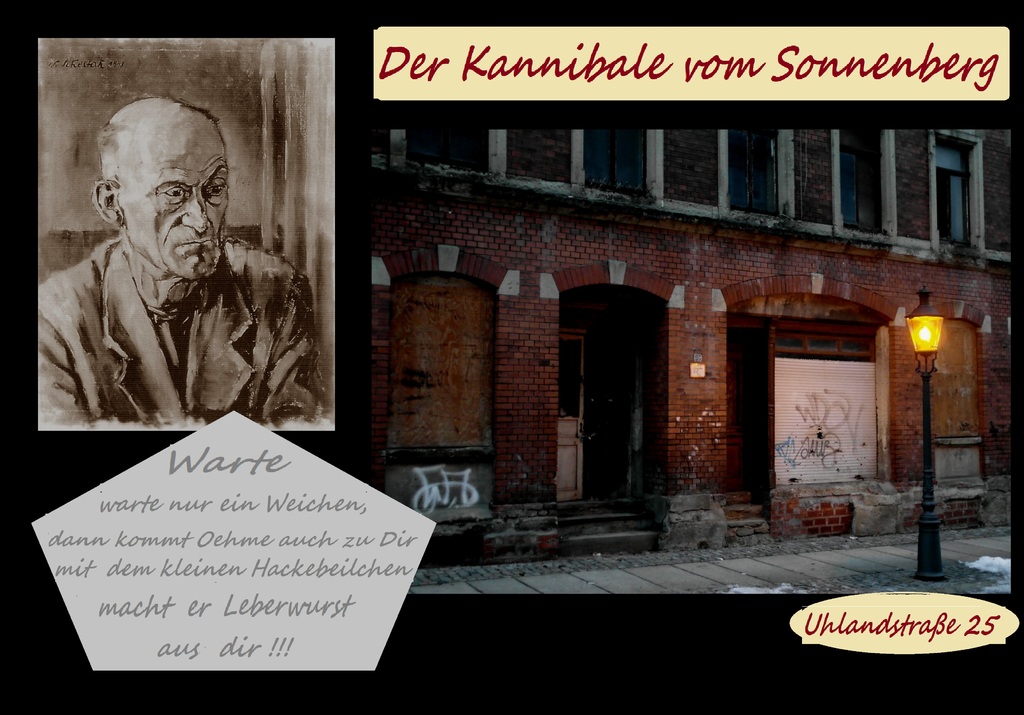 Der Kannibale vom Sonnenberg
Warte
warte nur ein Weichen,
dann kommt Oehme auch zu Dir
mit dem kleinen Hackebeilchen
macht er Leberwurst
aus dir !!!
Uhlandstraße 25